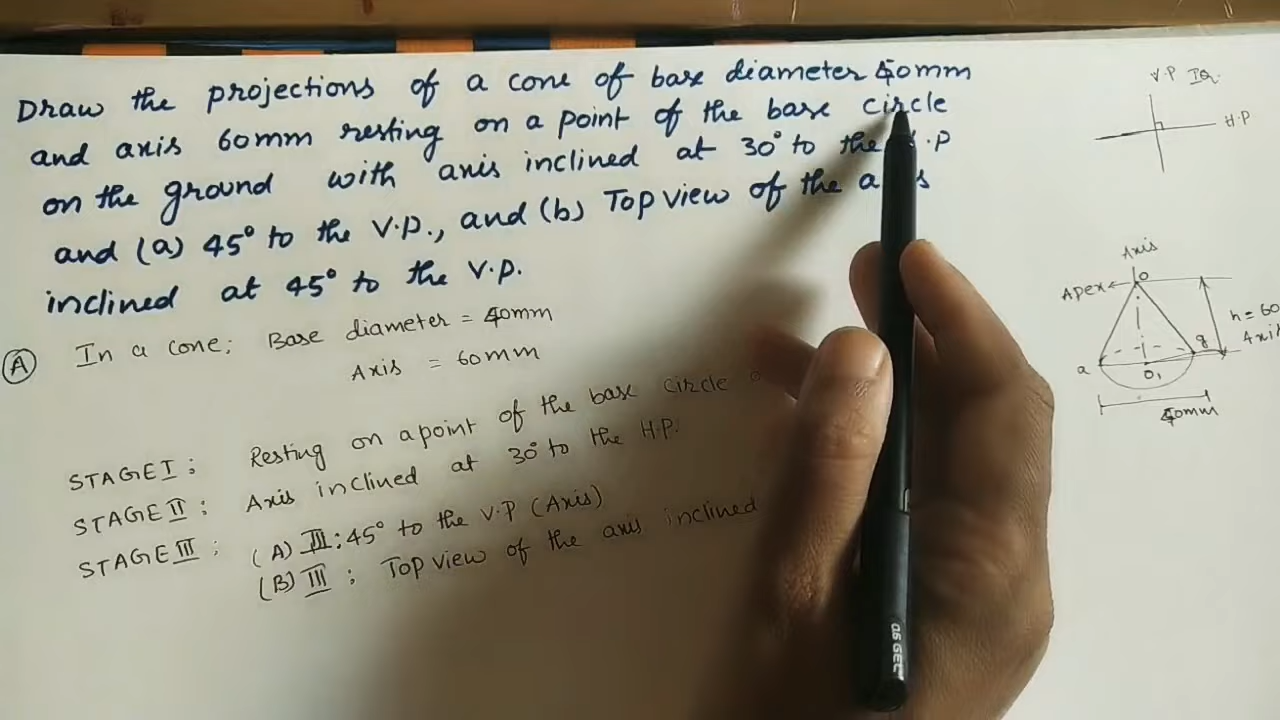 Draw the projections of a cone of base diameter 40mm
and axis 60mm resting on a point of the base circle
on the ground with axis inclined at 30° to the .P
and (a) 45° to the V.P., and (b) Top view of the
inclined at 45° to the V.P.
(A) In a cone; Base diameter = 40mm
Axis = 60mm
STAGE I : Resting on a point of the base circle
STAGE II : Axis inclined at 30° to the H.P.
STAGE III : (A) III : 45° to the V.P (Axis)
(B) III : Top view of the axis inclined
V.P IQ.
H.P
Axis
Apex ← O
h = 60
Axis
a O₁ g
40mm
G5 GEL